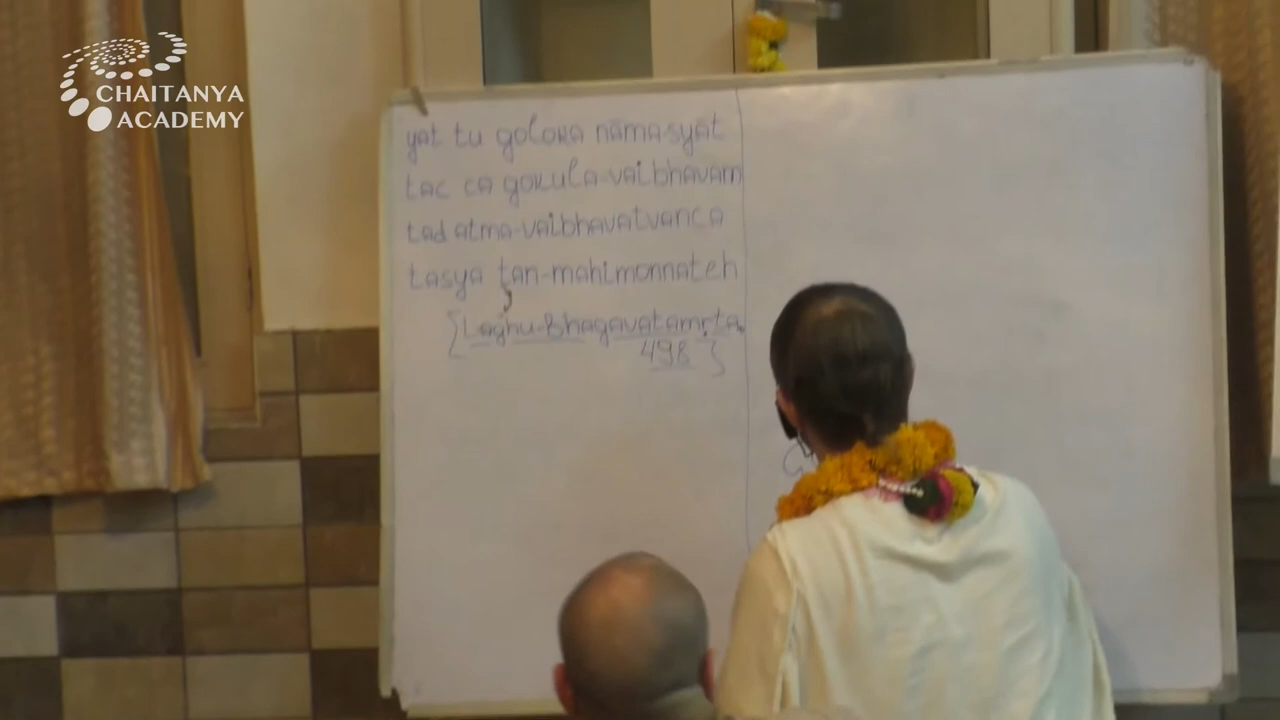 CHAITANYA
ACADEMY
yat tu goloka nāma syāt
tac ca gokula-vaibhavam
tad atma-vaibhavatvanca
tasya tan-mahimonnateh
{Laghu-Bhagavatamrta.
498}